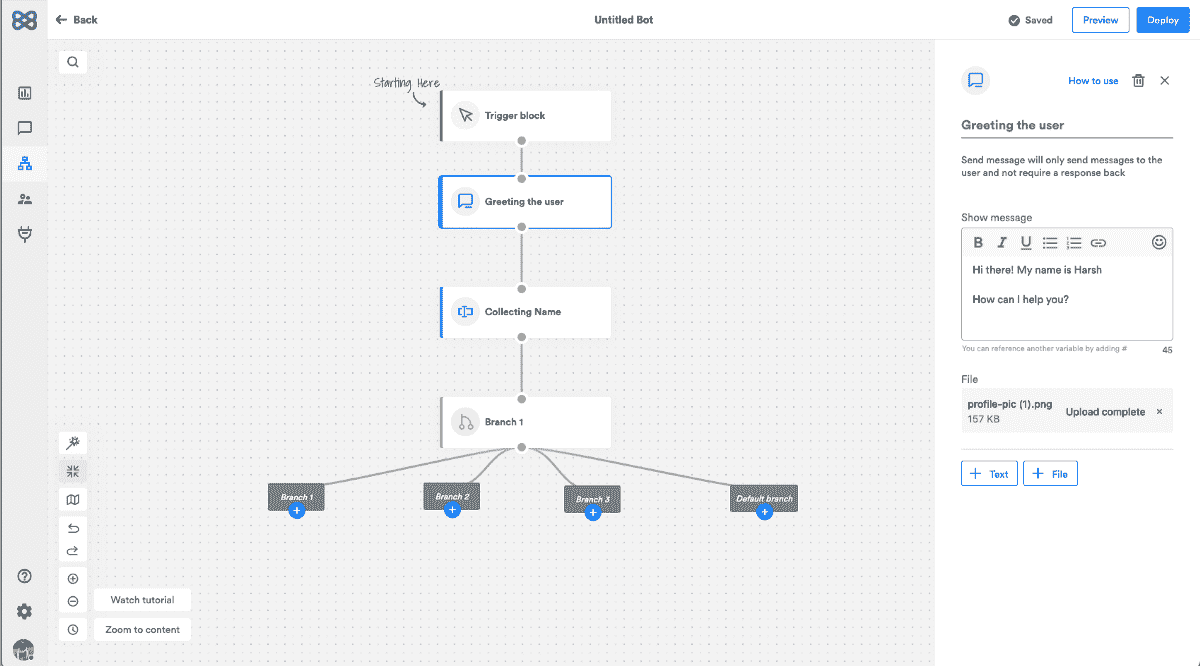 Back
Untitled Bot
Saved
Preview
Deploy
Starting Here
Trigger block
Greeting the user
Collecting Name
Branch 1
Branch 1
Branch 2
Branch 3
Default branch
Watch tutorial
Zoom to content
How to use
Greeting the user
Send message will only send messages to the
user and not require a response back
Show message
B I U
Hi there! My name is Harsh
How can I help you?
You can reference another variable by adding #
45
File
profile-pic (1).png
157 KB
Upload complete
+ Text
+ File